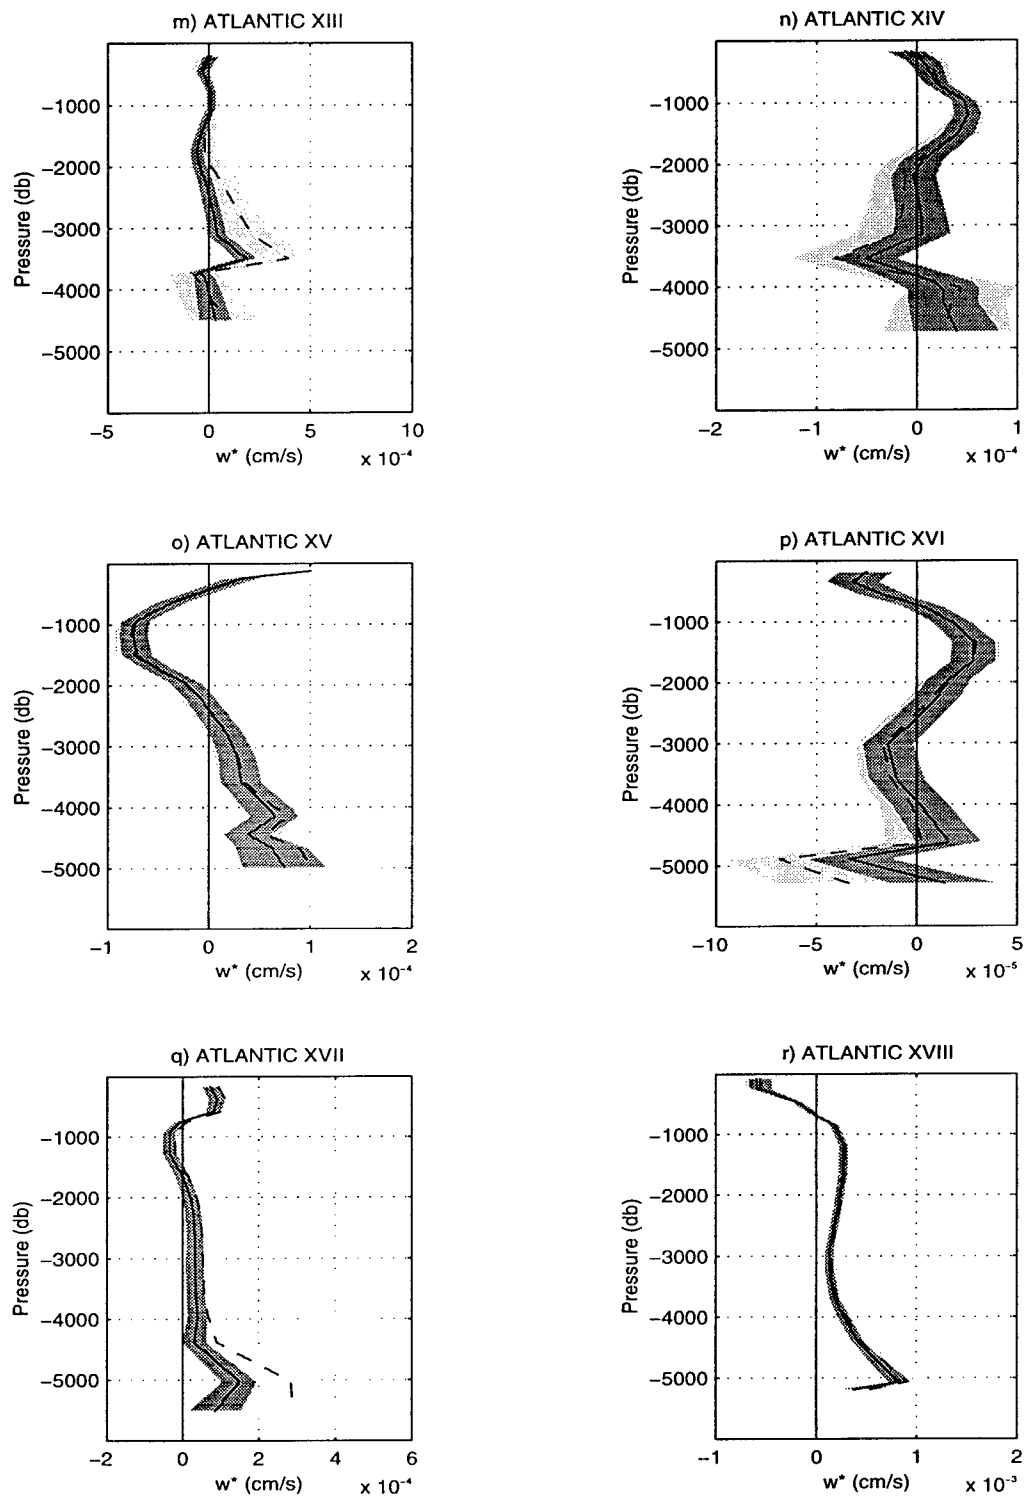 m) ATLANTIC XIII
n) ATLANTIC XIV
−1000
−2000
−3000
−4000
−5000
Pressure (db)
−5 0 5 10
w* (cm/s) x 10⁻⁴
−1000
−2000
−3000
−4000
−5000
Pressure (db)
−2 −1 0 1
w* (cm/s) x 10⁻⁴
o) ATLANTIC XV
p) ATLANTIC XVI
−1000
−2000
−3000
−4000
−5000
Pressure (db)
−1 0 1 2
w* (cm/s) x 10⁻⁴
−1000
−2000
−3000
−4000
−5000
Pressure (db)
−10 −5 0 5
w* (cm/s) x 10⁻⁵
q) ATLANTIC XVII
r) ATLANTIC XVIII
−1000
−2000
−3000
−4000
−5000
Pressure (db)
−2 0 2 4 6
w* (cm/s) x 10⁻⁴
−1000
−2000
−3000
−4000
−5000
Pressure (db)
−1 0 1 2
w* (cm/s) x 10⁻³